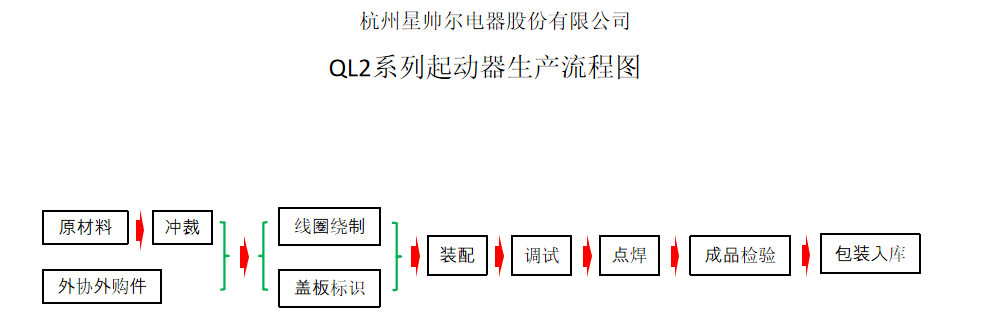 杭州星帅尔电器股份有限公司
QL2系列起动器生产流程图
原材料
冲裁
外协外购件
线圈绕制
盖板标识
装配
调试
点焊
成品检验
包装入库